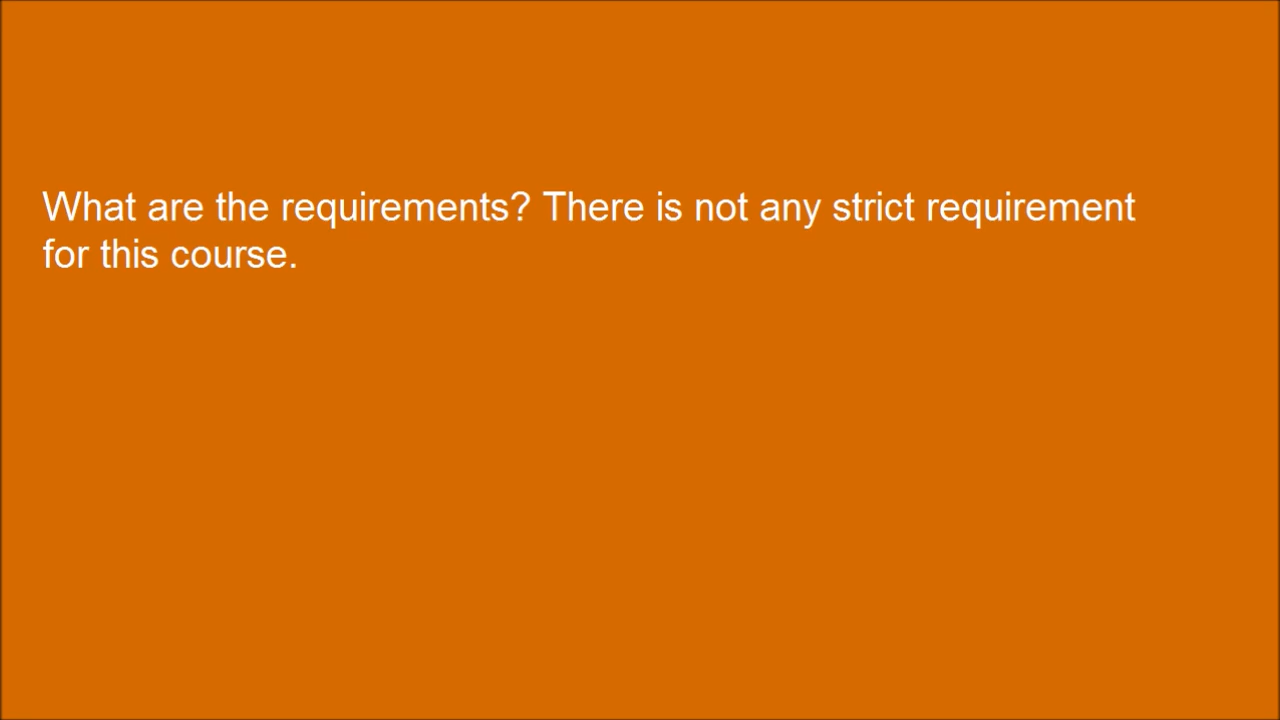 What are the requirements? There is not any strict requirement
for this course.